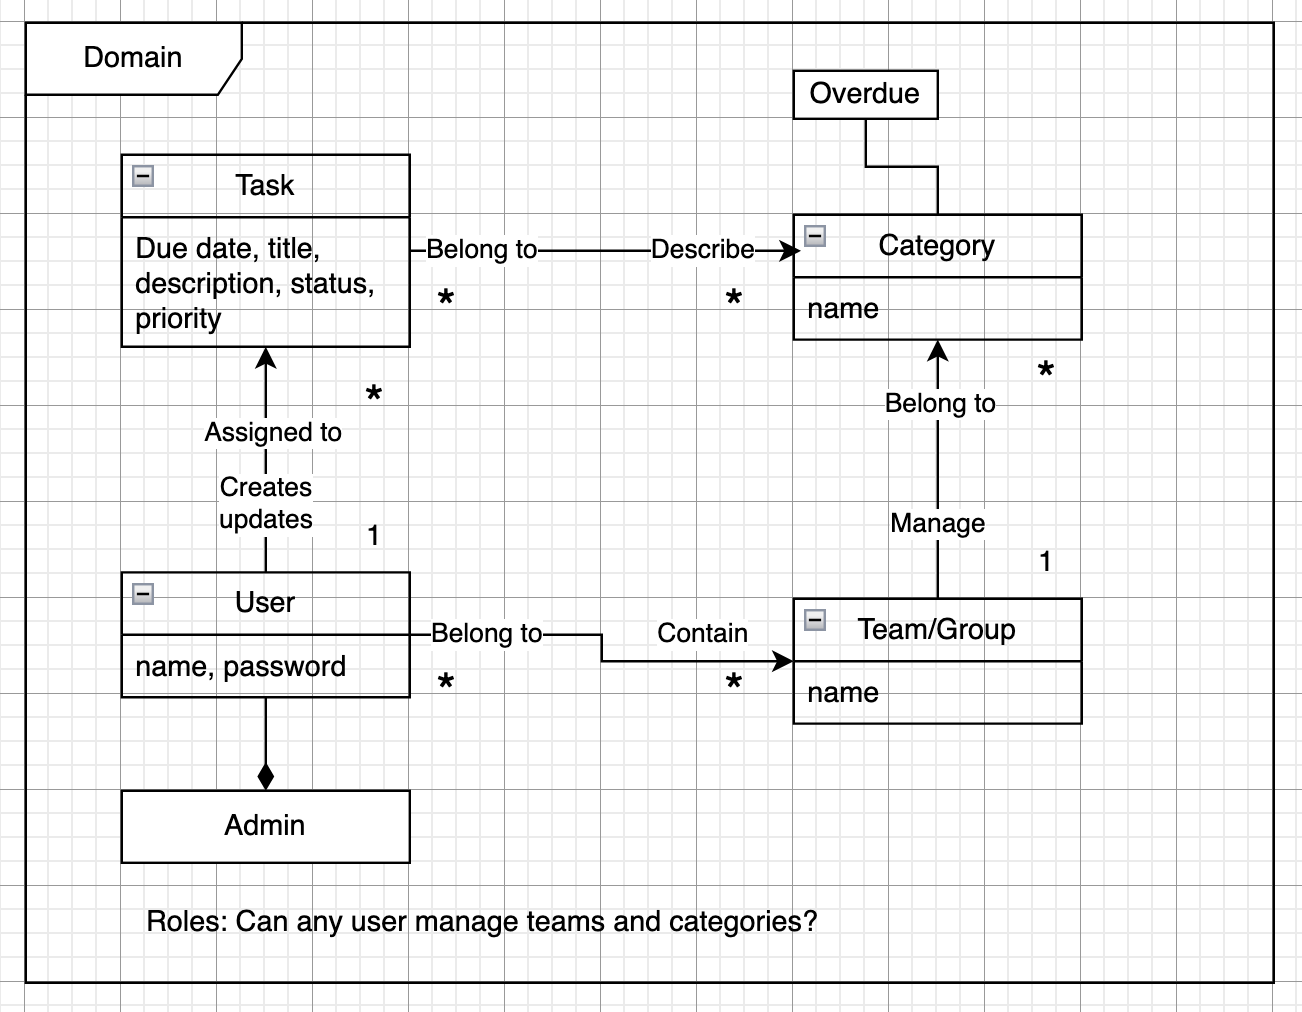 Domain
Overdue
Task
Due date, title,
description, status,
priority
Belong to
Describe
*
*
Category
name
*
Assigned to
Creates
updates
1
*
Belong to
Manage
1
User
name, password
Belong to
Contain
*
*
Team/Group
name
Admin
Roles: Can any user manage teams and categories?